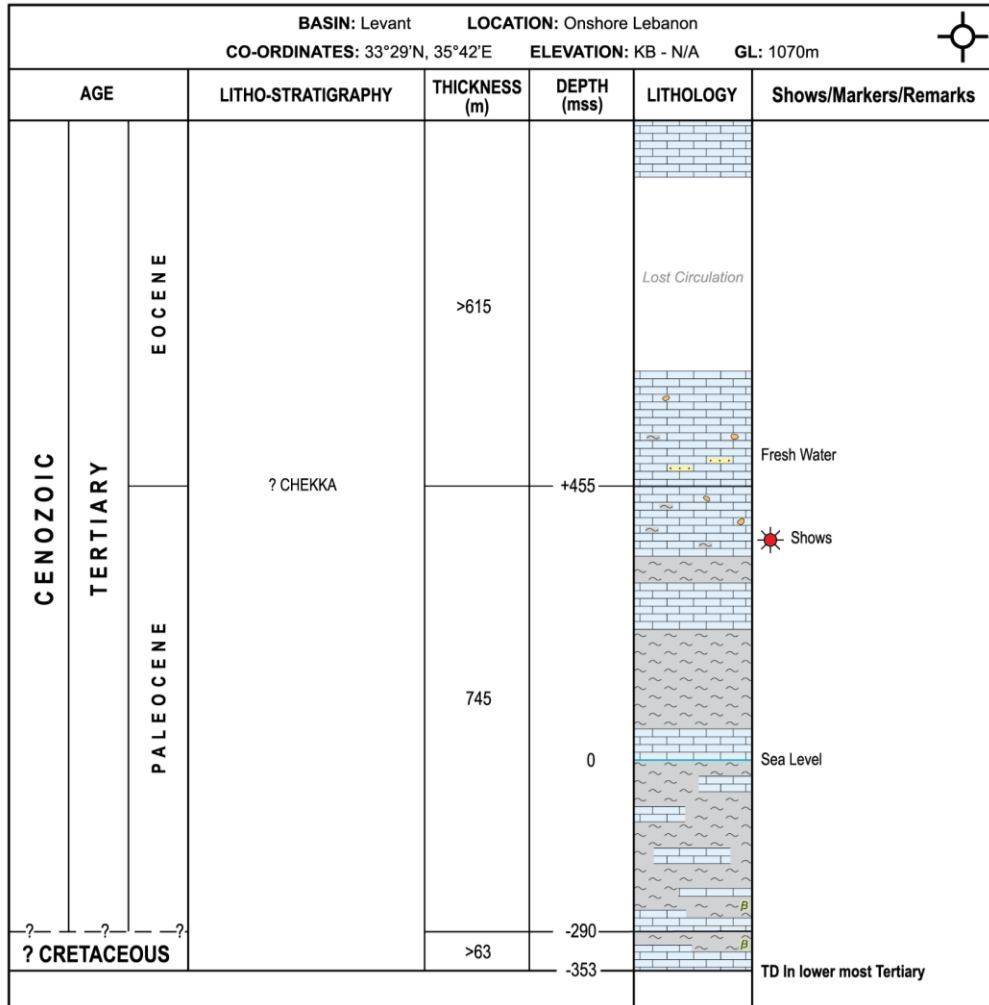 BASIN: Levant LOCATION: Onshore Lebanon
CO-ORDINATES: 33°29'N, 35°42'E ELEVATION: KB - N/A GL: 1070m
AGE
LITHO-STRATIGRAPHY
THICKNESS
(m)
DEPTH
(mss)
LITHOLOGY
Shows/Markers/Remarks
CENOZOIC
TERTIARY
EOCENE
PALEOCENE
? CHEKKA
>615
Lost Circulation
Fresh Water
+455
Shows
745
0
Sea Level
β
? ? ?
-290
? CRETACEOUS
>63
β
-353
TD In lower most Tertiary